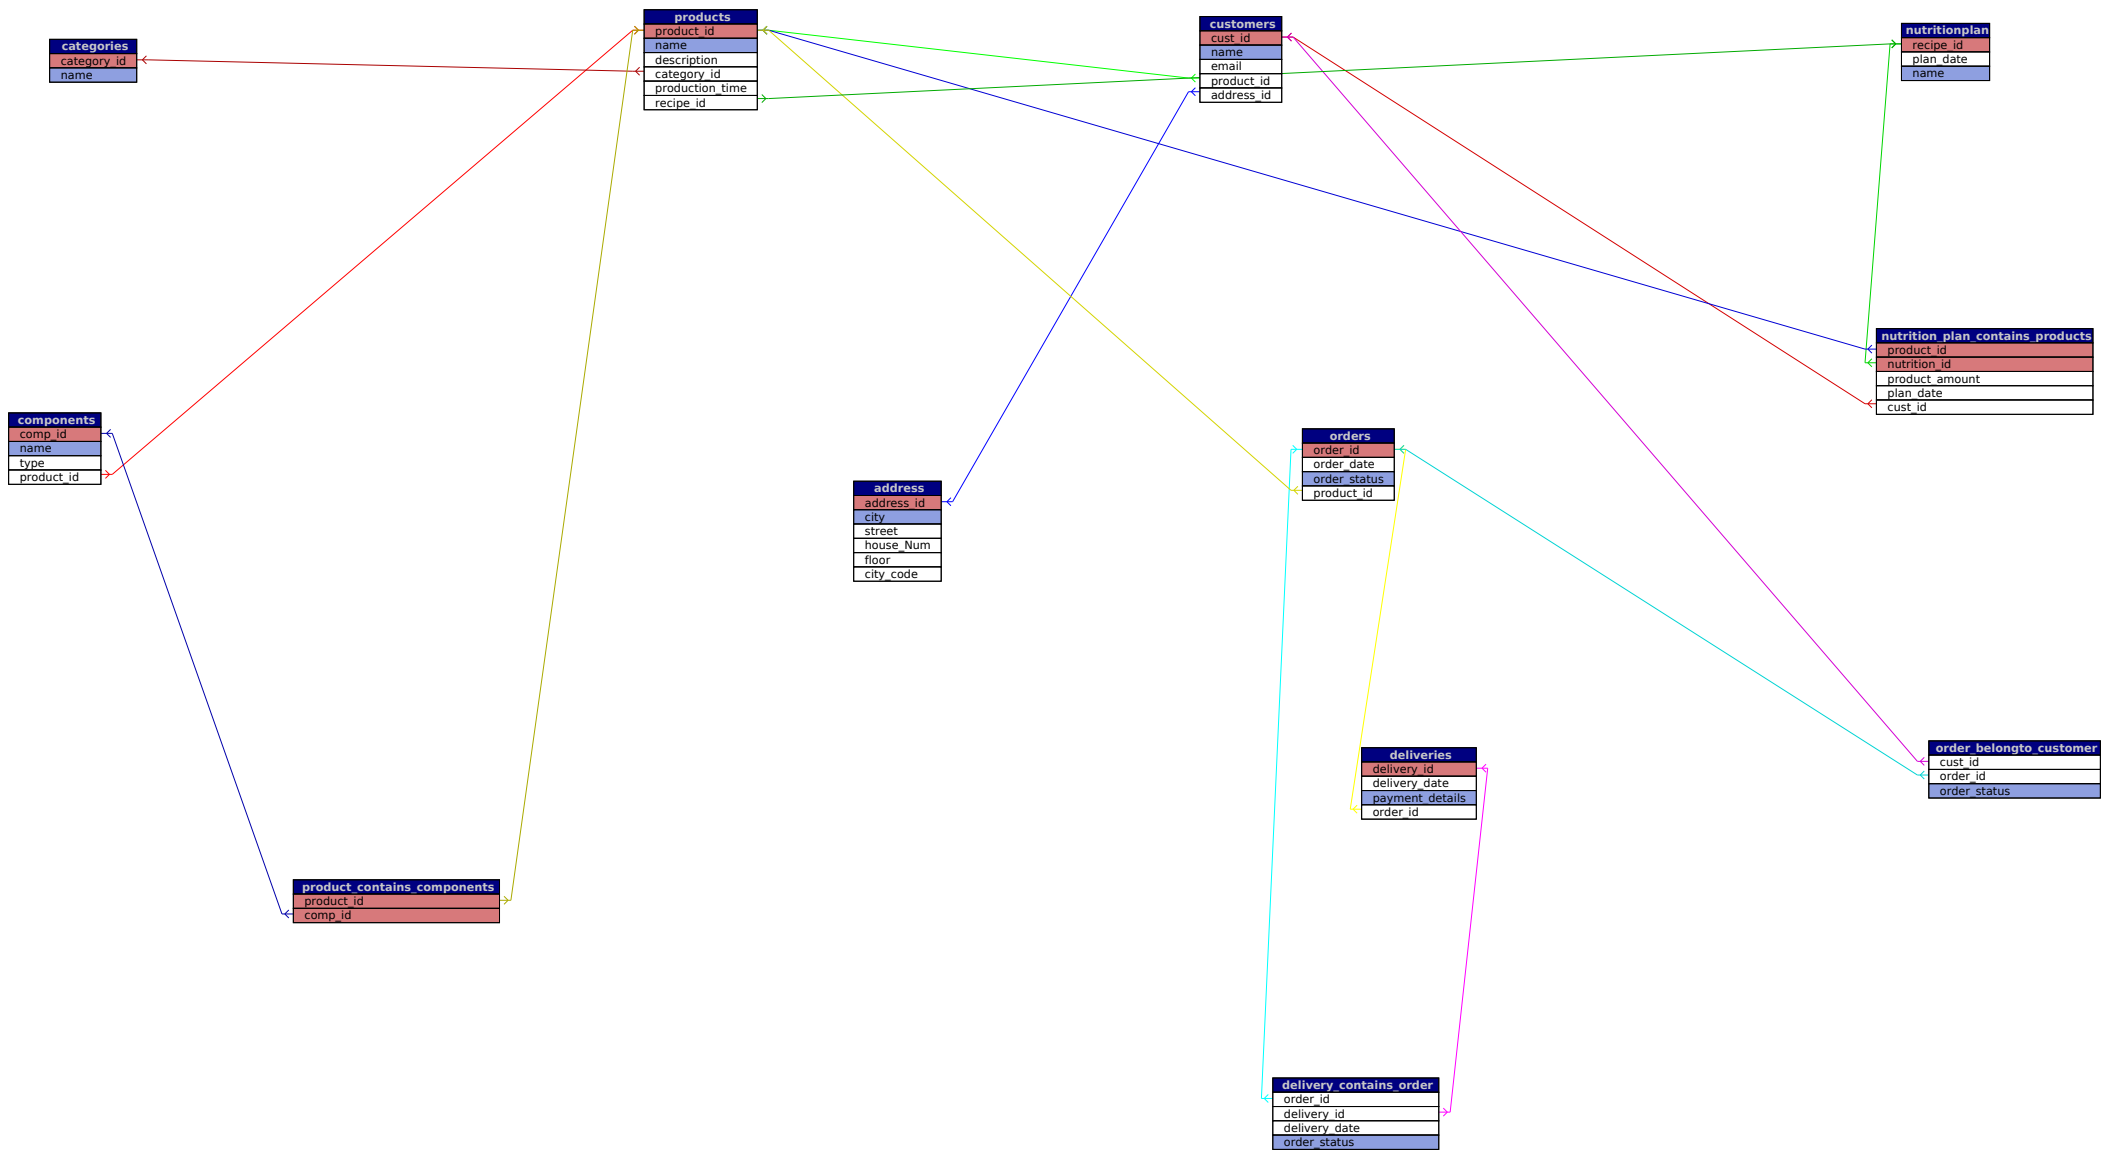 categories
category_id
name
products
product_id
name
description
category_id
production_time
recipe_id
customers
cust_id
name
email
product_id
address_id
nutritionplan
recipe_id
plan_date
name
nutrition_plan_contains_products
product_id
nutrition_id
product_amount
plan_date
cust_id
components
comp_id
name
type
product_id
orders
order_id
order_date
order_status
product_id
address
address_id
city
street
house_Num
floor
city_code
deliveries
delivery_id
delivery_date
payment_details
order_id
order_belongto_customer
cust_id
order_id
order_status
product_contains_components
product_id
comp_id
delivery_contains_order
order_id
delivery_id
delivery_date
order_status